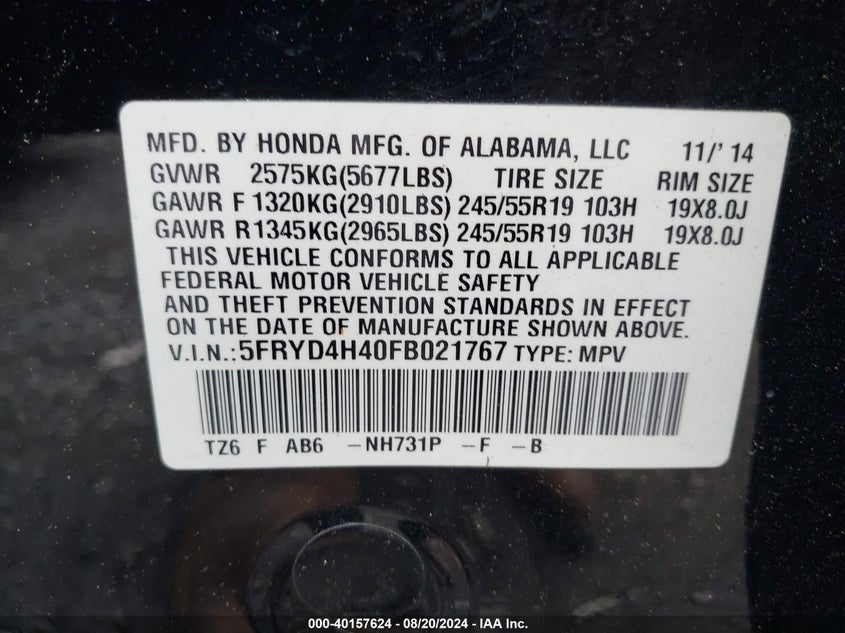 MFD. BY HONDA MFG. OF ALABAMA, LLC 11/' 14
GVWR 2575KG(5677LBS) TIRE SIZE RIM SIZE
GAWR F 1320KG(2910LBS) 245/55R19 103H 19X8.0J
GAWR R 1345KG(2965LBS) 245/55R19 103H 19X8.0J
THIS VEHICLE CONFORMS TO ALL APPLICABLE
FEDERAL MOTOR VEHICLE SAFETY
AND THEFT PREVENTION STANDARDS IN EFFECT
ON THE DATE OF MANUFACTURE SHOWN ABOVE.
V.I.N.:5FRYD4H40FB021767 TYPE: MPV
TZ6 F AB6 -NH731P -F -B
000-40157624 - 08/20/2024 - IAA Inc.